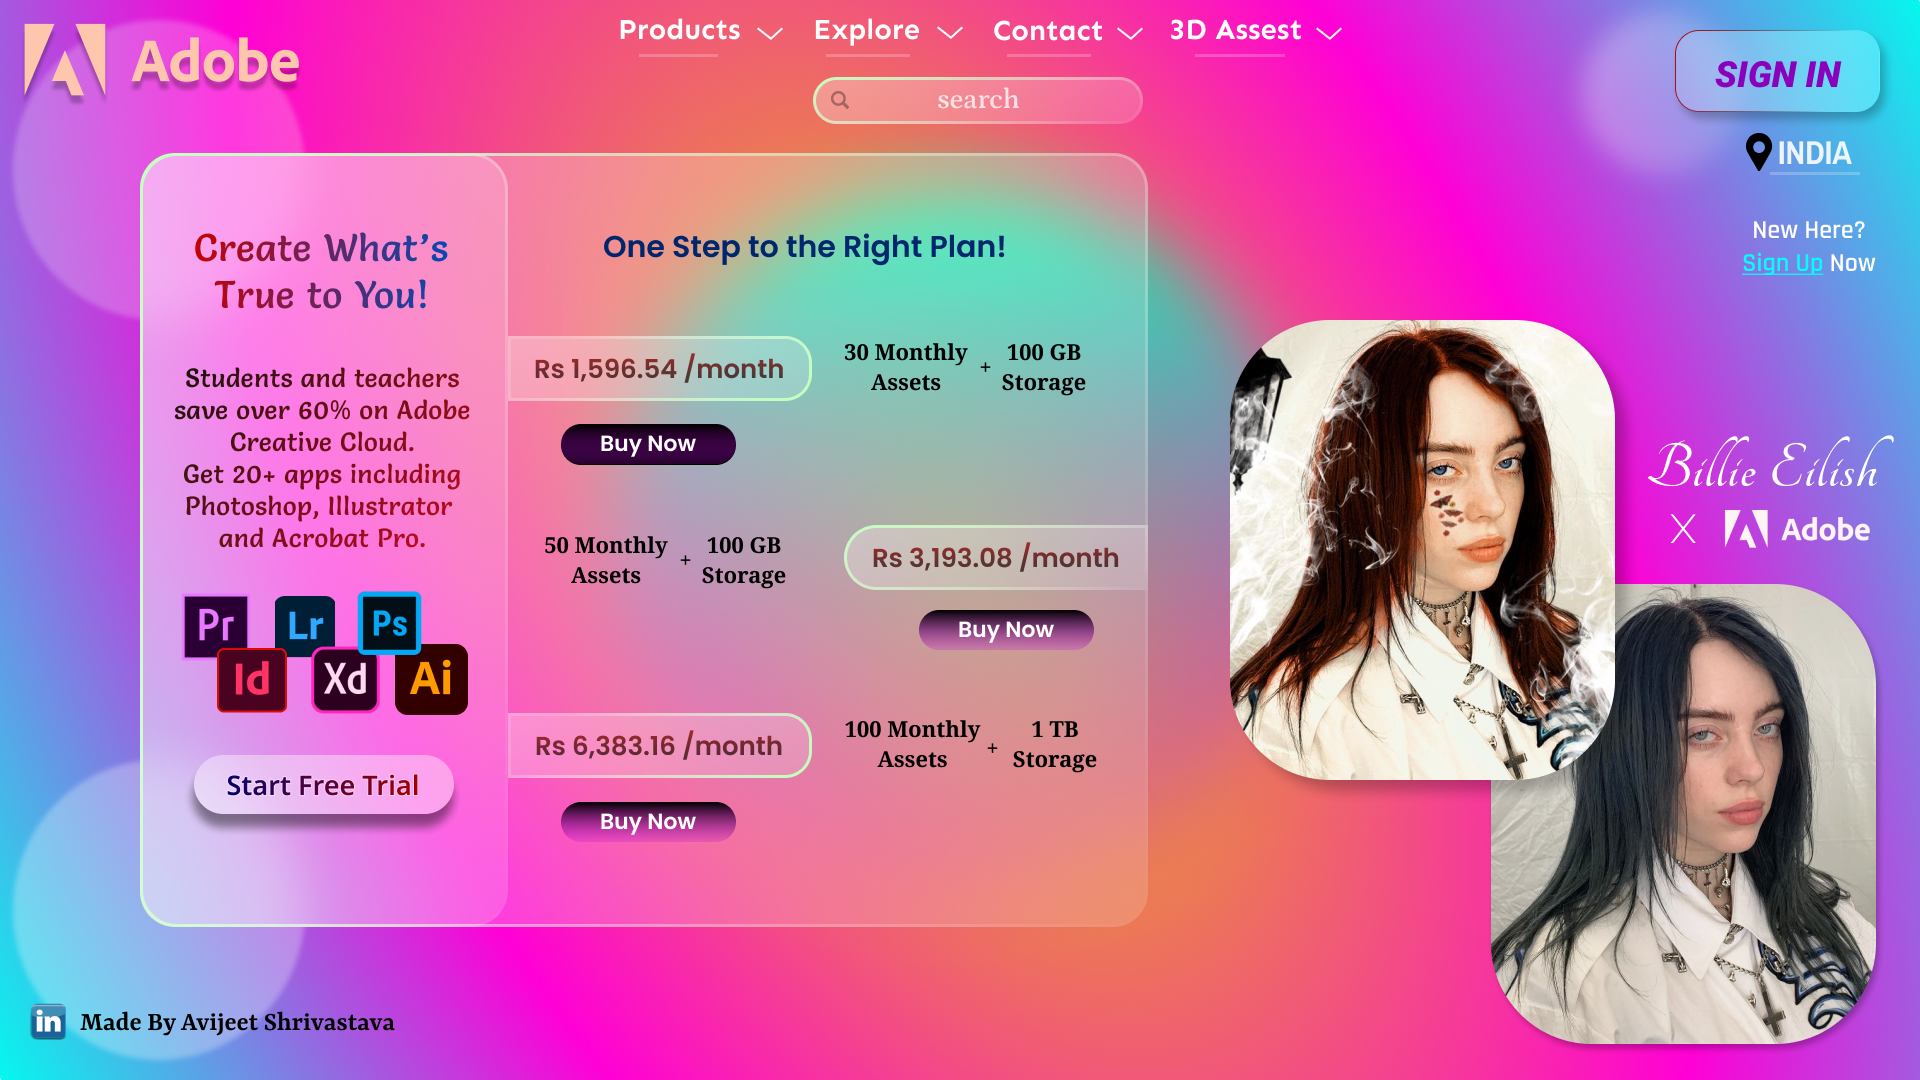 Adobe
Products
Explore
Contact
3D Assest
search
SIGN IN
INDIA
New Here?
Sign Up Now
Create What's
True to You!
Students and teachers
save over 60% on Adobe
Creative Cloud.
Get 20+ apps including
Photoshop, Illustrator
and Acrobat Pro.
Pr
Lr
Ps
Id
Xd
Ai
Start Free Trial
One Step to the Right Plan!
Rs 1,596.54 /month
30 Monthly
Assets
+
100 GB
Storage
Buy Now
50 Monthly
Assets
+
100 GB
Storage
Rs 3,193.08 /month
Buy Now
Rs 6,383.16 /month
100 Monthly
Assets
+
1 TB
Storage
Buy Now
Billie Eilish
X Adobe
in
Made By Avijeet Shrivastava